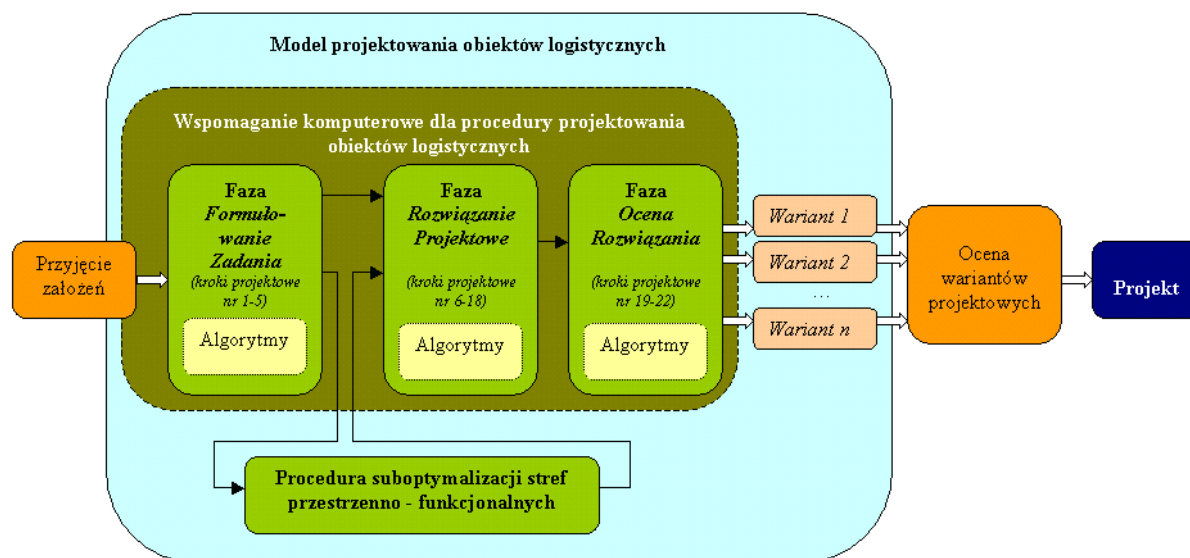 Model projektowania obiektów logistycznych
Wspomaganie komputerowe dla procedury projektowania
obiektów logistycznych
Przyjęcie
założeń
Faza
Formuło-
wanie
Zadania
(kroki projektowe
nr 1-5)
Algorytmy
Faza
Rozwiązanie
Projektowe
(kroki projektowe
nr 6-18)
Algorytmy
Faza
Ocena
Rozwiązania
(kroki projektowe
nr 19-22)
Algorytmy
Wariant 1
Wariant 2
...
Wariant n
Ocena
wariantów
projektowych
Projekt
Procedura suboptymalizacji stref
przestrzenno - funkcjonalnych